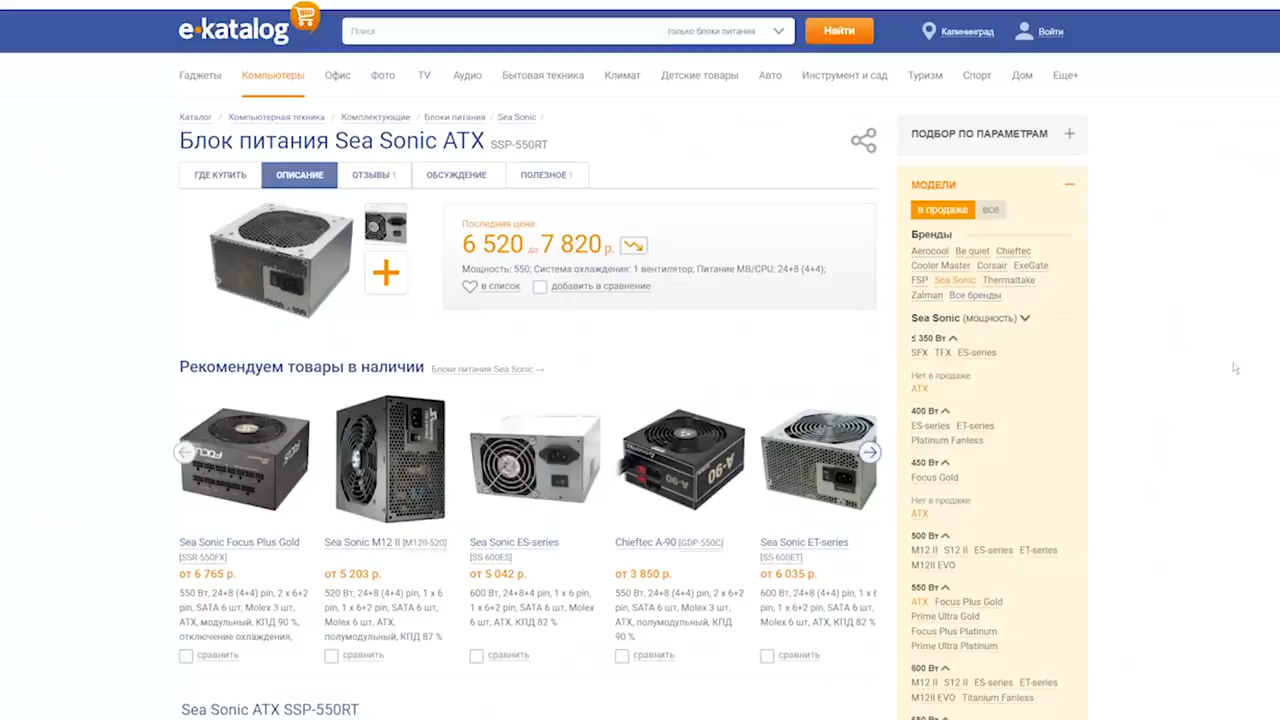 e·katalog
Поиск
только блоки питания
Найти
Калининград
Войти
Гаджеты Компьютеры Офис Фото TV Аудио Бытовая техника Климат Детские товары Авто Инструмент и сад Туризм Спорт Дом Еще+
Каталог / Компьютерная техника / Комплектующие / Блоки питания / Sea Sonic /
Блок питания Sea Sonic ATX SSP-550RT
ГДЕ КУПИТЬ ОПИСАНИЕ ОТЗЫВЫ 1 ОБСУЖДЕНИЕ ПОЛЕЗНОЕ 1
Последняя цена:
6 520 до 7 820 р.
Мощность: 550; Система охлаждения: 1 вентилятор; Питание MB/CPU: 24+8 (4+4);
в список добавить в сравнение
Рекомендуем товары в наличии Блоки питания Sea Sonic →
FOCUS
A-90
Sea Sonic Focus Plus Gold
[SSR-550FX]
от 6 765 р.
550 Вт, 24+8 (4+4) pin, 2 x 6+2
pin, SATA 6 шт, Molex 3 шт,
ATX, модульный, КПД 90 %,
отключение охлаждения,
сравнить
Sea Sonic M12 II [M12II-520]
от 5 203 р.
520 Вт, 24+8 (4+4) pin, 1 x 6
pin, 1 x 6+2 pin, SATA 6 шт,
Molex 6 шт, ATX,
полумодульный, КПД 87 %
сравнить
Sea Sonic ES-series
[SS-600ES]
от 5 042 р.
600 Вт, 24+8+4 pin, 1 x 6 pin,
1 x 6+2 pin, SATA 6 шт, Molex
6 шт, ATX, КПД 82 %
сравнить
Chieftec A-90 [GDP-550C]
от 3 850 р.
550 Вт, 24+8 (4+4) pin, 2 x 6+2
pin, SATA 6 шт, Molex 3 шт,
ATX, полумодульный, КПД
90 %
сравнить
Sea Sonic ET-series
[SS-600ET]
от 6 035 р.
600 Вт, 24+8 (4+4) pin, 1 x 6
pin, 1 x 6+2 pin, SATA 6 шт,
Molex 6 шт, ATX, КПД 82 %
сравнить
Sea Sonic ATX SSP-550RT
ПОДБОР ПО ПАРАМЕТРАМ +
МОДЕЛИ
в продаже все
Бренды
Aerocool Be quiet Chieftec
Cooler Master Corsair ExeGate
FSP Sea Sonic Thermaltake
Zalman Все бренды
Sea Sonic (мощность)
≤ 350 Вт
SFX TFX ES-series
Нет в продаже
ATX
400 Вт
ES-series ET-series
Platinum Fanless
450 Вт
Focus Gold
Нет в продаже
ATX
500 Вт
M12 II S12 II ES-series ET-series
M12II EVO
550 Вт
ATX Focus Plus Gold
Prime Ultra Gold
Focus Plus Platinum
Prime Ultra Platinum
600 Вт
M12 II S12 II ES-series ET-series
M12II EVO Titanium Fanless